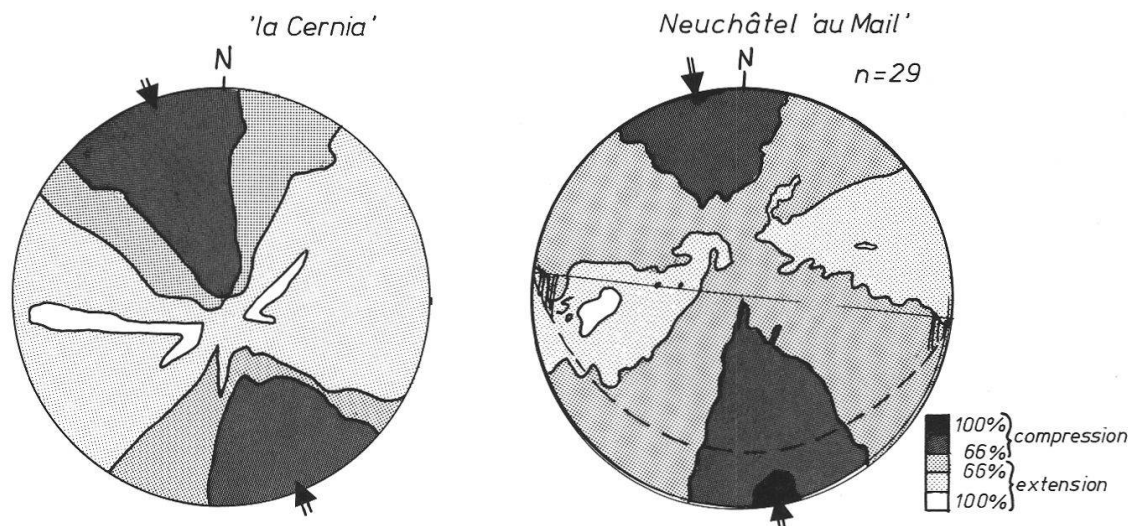 'la Cernia'
N
Neuchâtel 'au Mail'
N
n=29
100%
66%
compression
66%
100%
extension